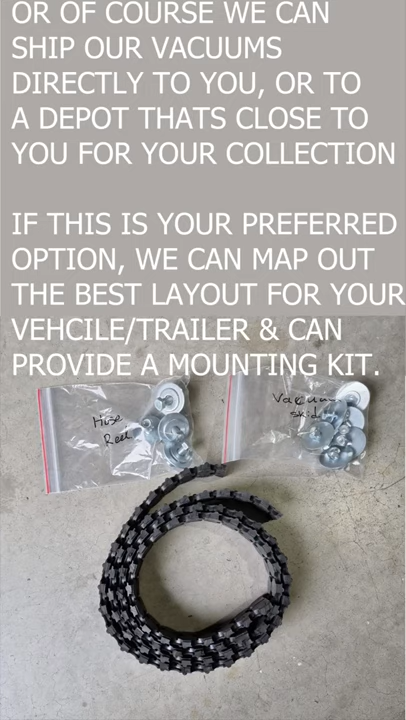 OR OF COURSE WE CAN
SHIP OUR VACUUMS
DIRECTLY TO YOU, OR TO
A DEPOT THATS CLOSE TO
YOU FOR YOUR COLLECTION
IF THIS IS YOUR PREFERRED
OPTION, WE CAN MAP OUT
THE BEST LAYOUT FOR YOUR
VEHCILE/TRAILER & CAN
PROVIDE A MOUNTING KIT.
Hose
Reel
Vacuum
skid